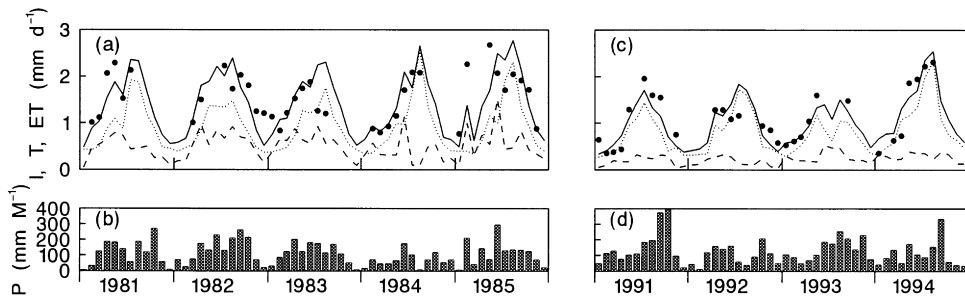 I, T, ET (mm d⁻¹)
3
2
1
0
(a)
(c)
P (mm M⁻¹)
400
300
200
100
0
(b)
(d)
1981 1982 1983 1984 1985
1991 1992 1993 1994